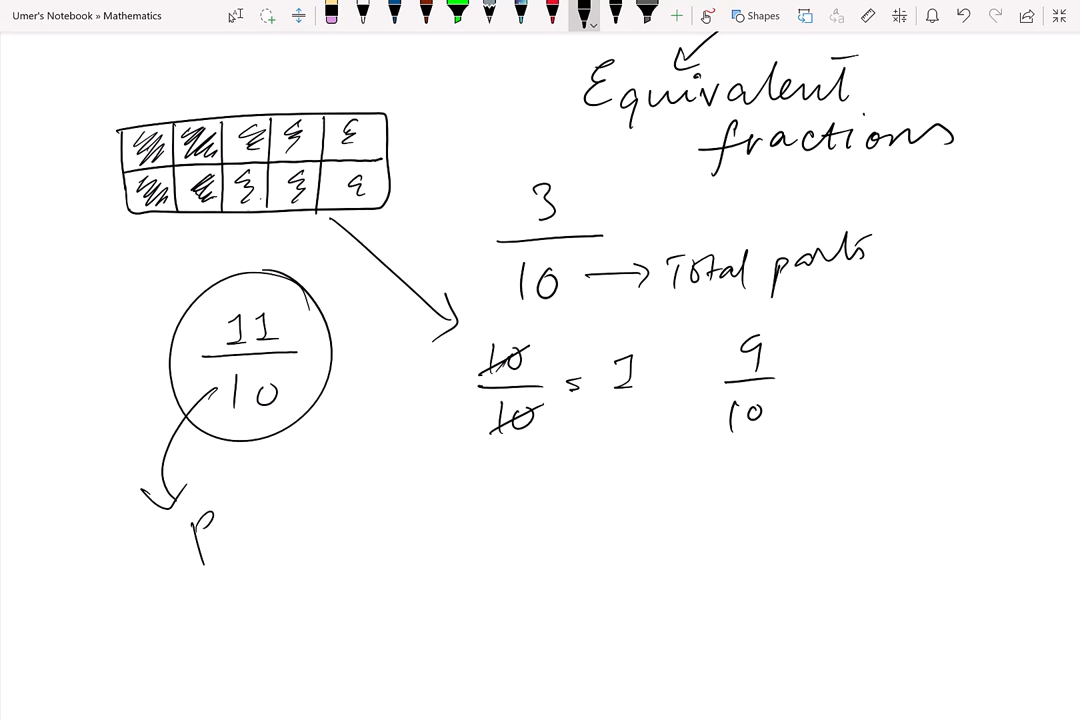 Umer's Notebook » Mathematics
Shapes
Equivalent
fractions
3
10 → Total parts
11
10
10
10 = 1
9
10
P